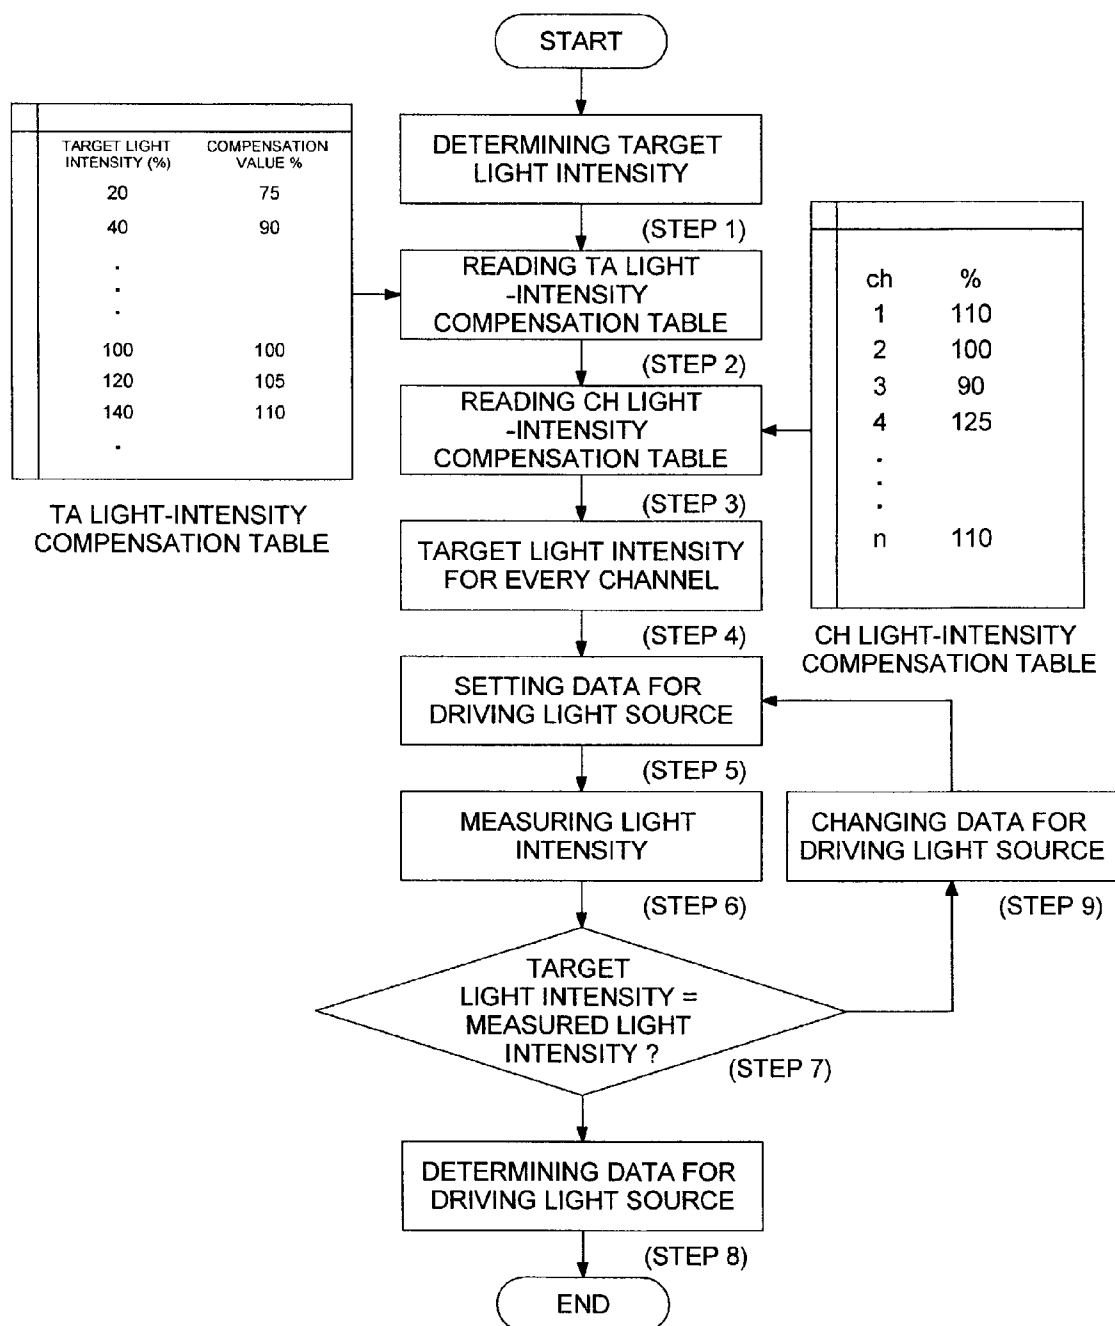 START
DETERMINING TARGET
LIGHT INTENSITY
(STEP 1)
TARGET LIGHT INTENSITY (%)
COMPENSATION VALUE %
20 75
40 90
.
.
.
100 100
120 105
140 110
.
TA LIGHT-INTENSITY
COMPENSATION TABLE
READING TA LIGHT
-INTENSITY
COMPENSATION TABLE
(STEP 2)
ch %
1 110
2 100
3 90
4 125
.
.
.
n 110
CH LIGHT-INTENSITY
COMPENSATION TABLE
READING CH LIGHT
-INTENSITY
COMPENSATION TABLE
(STEP 3)
TARGET LIGHT INTENSITY
FOR EVERY CHANNEL
(STEP 4)
SETTING DATA FOR
DRIVING LIGHT SOURCE
(STEP 5)
MEASURING LIGHT
INTENSITY
(STEP 6)
CHANGING DATA FOR
DRIVING LIGHT SOURCE
(STEP 9)
TARGET
LIGHT INTENSITY =
MEASURED LIGHT
INTENSITY ?
(STEP 7)
DETERMINING DATA FOR
DRIVING LIGHT SOURCE
(STEP 8)
END